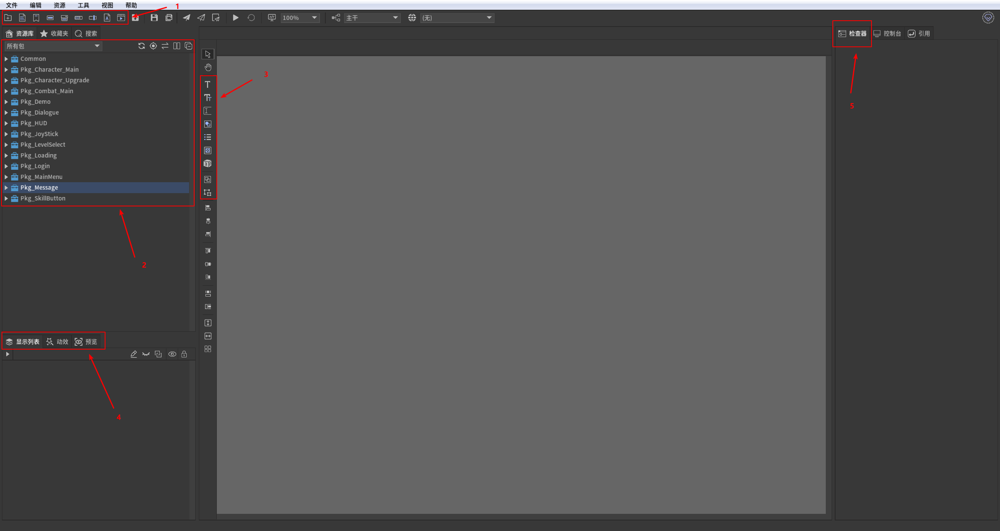 文件 编辑 资源 工具 视图 帮助
1
100% 主干 (无)
资源库 收藏夹 搜索
检查器 控制台 引用
所有包
Common
Pkg_Character_Main
Pkg_Character_Upgrade
Pkg_Combat_Main
Pkg_Demo
Pkg_Dialogue
Pkg_HUD
Pkg_JoyStick
Pkg_LevelSelect
Pkg_Loading
Pkg_Login
Pkg_MainMenu
Pkg_Message
Pkg_SkillButton
3
5
2
显示列表 动效 预览
4